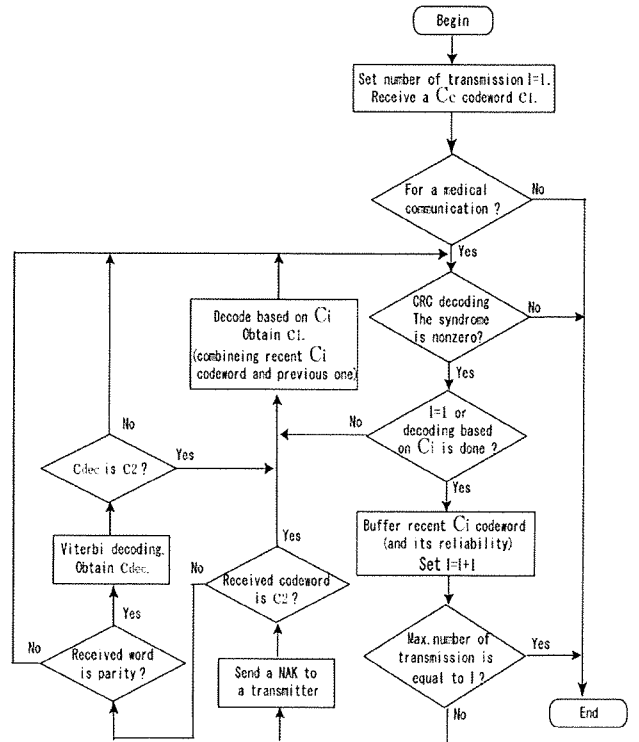 Begin
Set number of transmission I=1.
Receive a Ce codeword C1.
For a medical
communication ?
No
Yes
CRC decoding
The syndrome
is nonzero?
No
Yes
Decode based on Ci
Obtain C1.
(combineing recent Ci
codeword and previous one)
I=1 or
decoding based
on Ci is done ?
No
Yes
No
Cdec is C2 ?
Yes
Buffer recent Ci codeword
(and its reliability)
Set I=I+1
Viterbi decoding.
Obtain Cdec.
Yes
Received codeword
is C2 ?
No
Yes
No
Received word
is parity ?
Send a NAK to
a transmitter
Max. number of
transmission is
equal to I ?
Yes
No
End